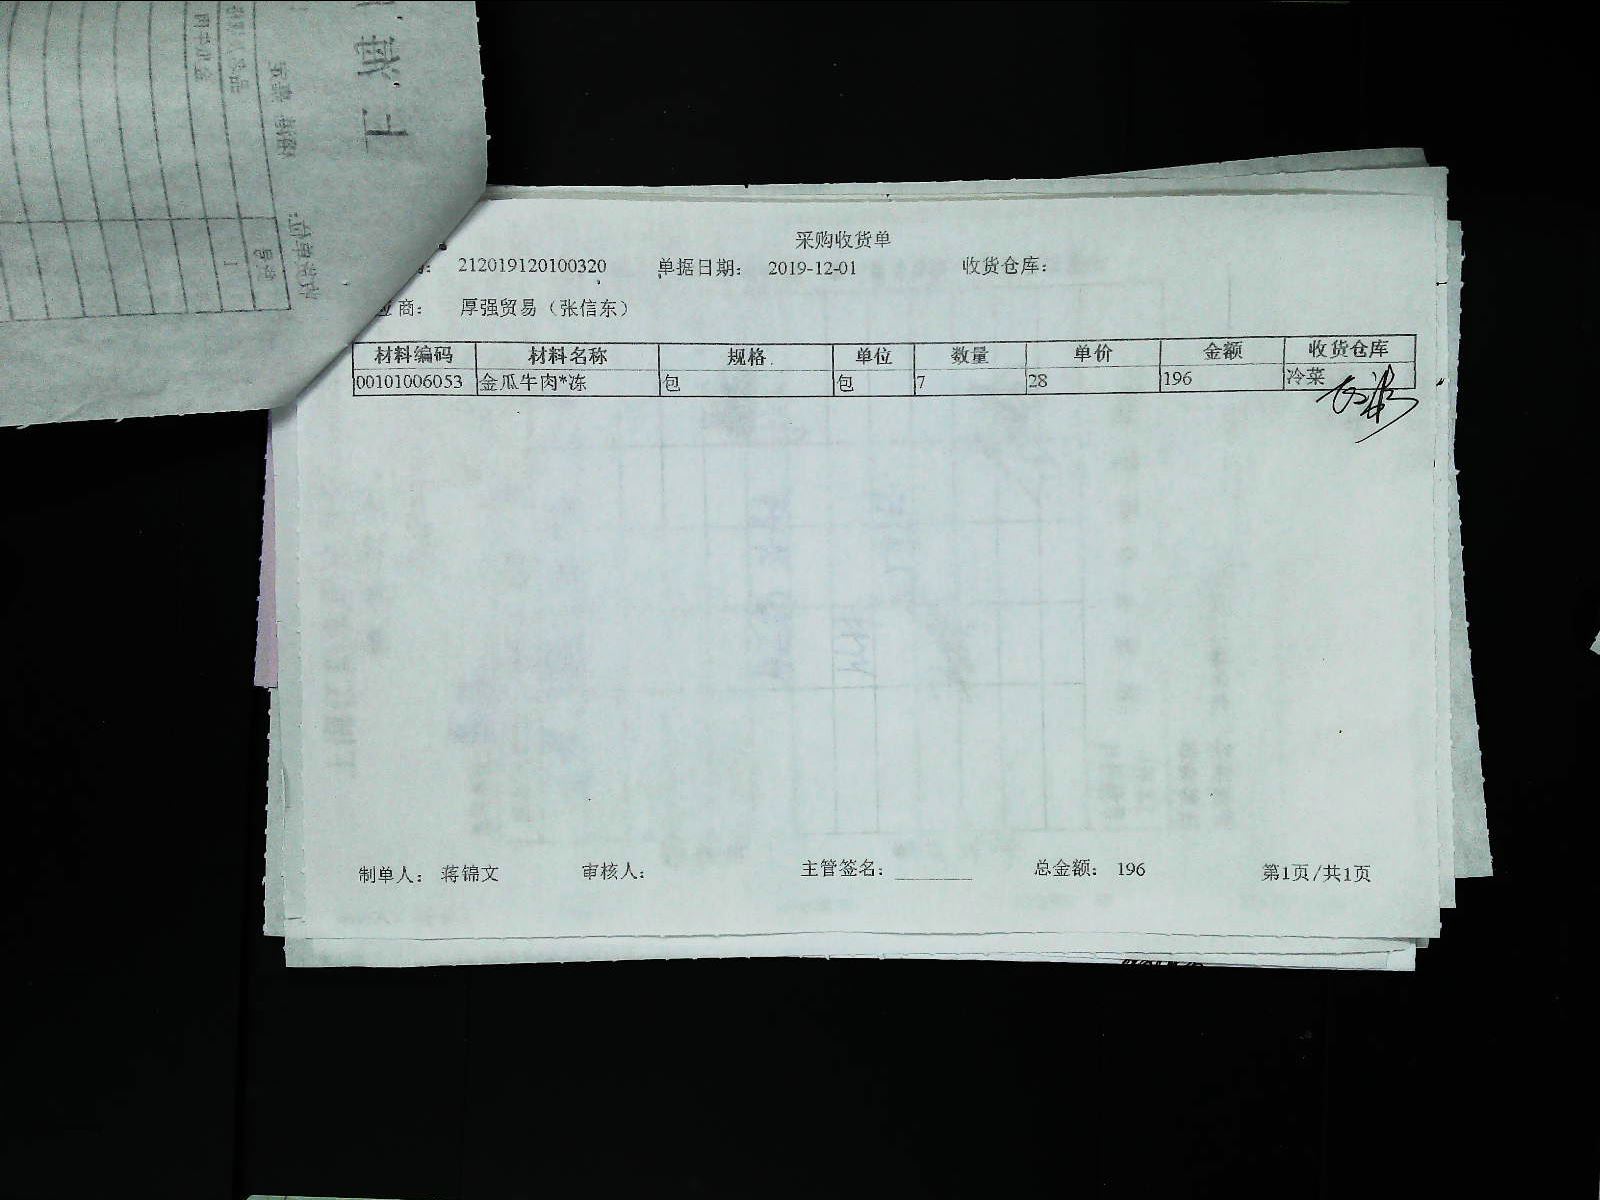 采购收货单
212019120100320 单据日期： 2019-12-01 收货仓库：
应商： 厚强贸易（张信东）
材料编码 材料名称 规格 单位 数量 单价 金额 收货仓库
00101006053 金瓜牛肉*冻 包 包 7 28 196 冷菜
制单人： 蒋锦文 审核人： 主管签名： 总金额： 196 第1页/共1页